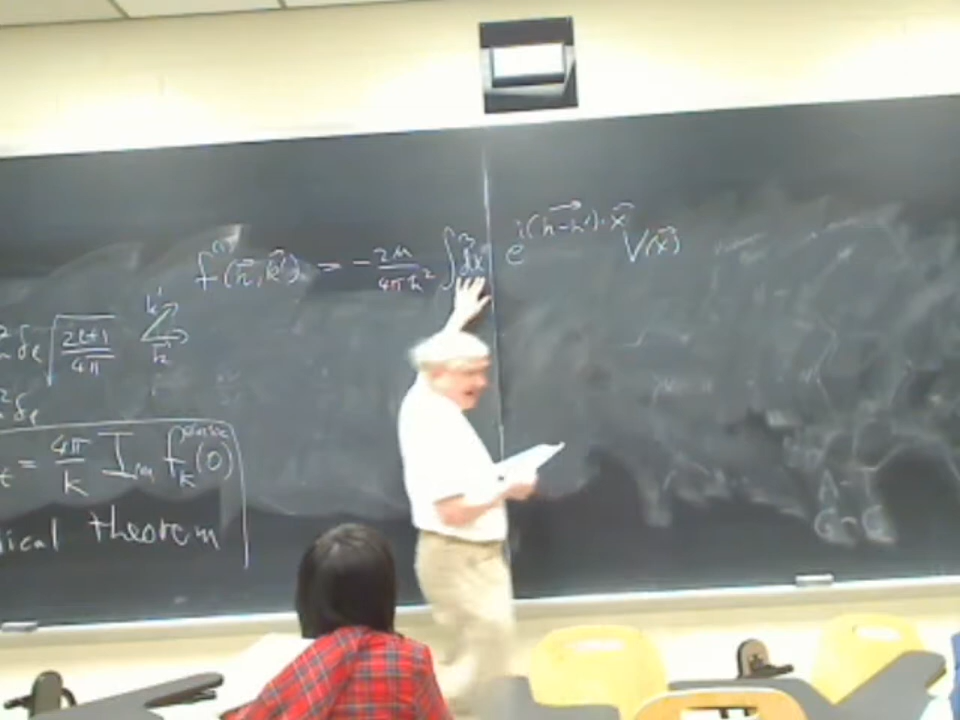 f⁽¹⁾(k⃗, k⃗') = - 2m / 4πħ² ∫ d³x' e^{i(k⃗-k⃗')·x⃗} V(x⃗)
k'
k⃗
δℓ √(2ℓ+1 / 4π)
δℓ
t = 4π/k Im f_k^{elastic}(0)
ical theorem